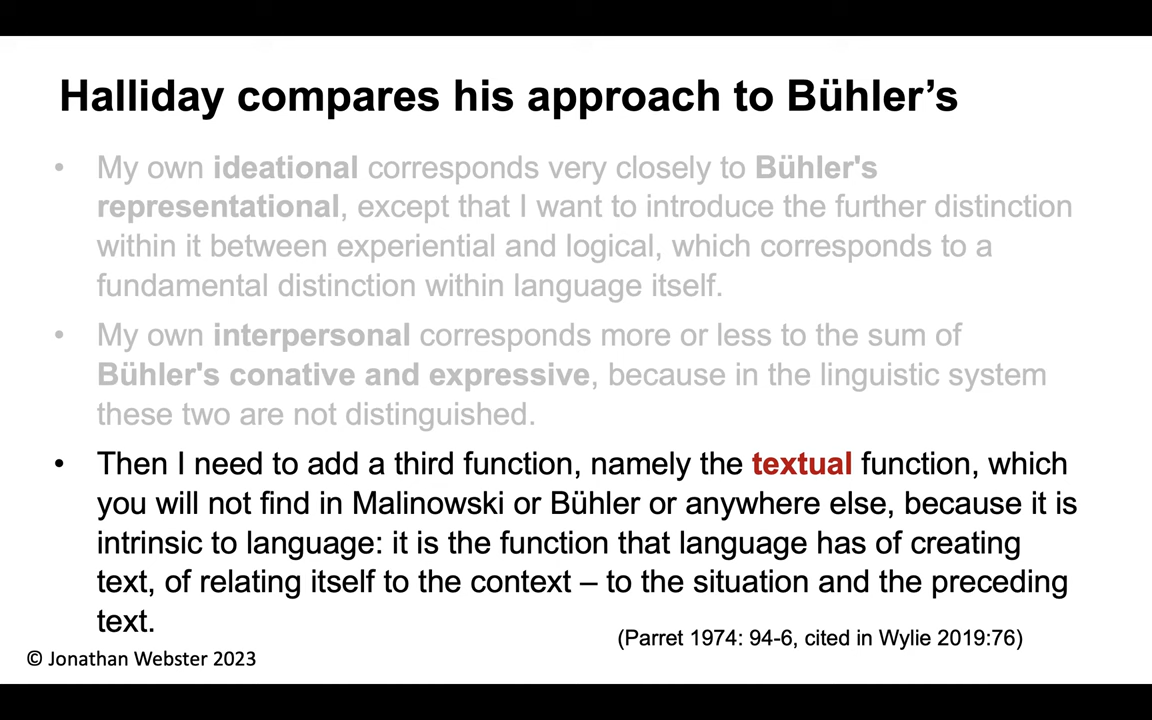 Halliday compares his approach to Bühler’s
• My own ideational corresponds very closely to Bühler's
representational, except that I want to introduce the further distinction
within it between experiential and logical, which corresponds to a
fundamental distinction within language itself.
• My own interpersonal corresponds more or less to the sum of
Bühler's conative and expressive, because in the linguistic system
these two are not distinguished.
• Then I need to add a third function, namely the textual function, which
you will not find in Malinowski or Bühler or anywhere else, because it is
intrinsic to language: it is the function that language has of creating
text, of relating itself to the context – to the situation and the preceding
text.
(Parret 1974: 94-6, cited in Wylie 2019:76)
© Jonathan Webster 2023